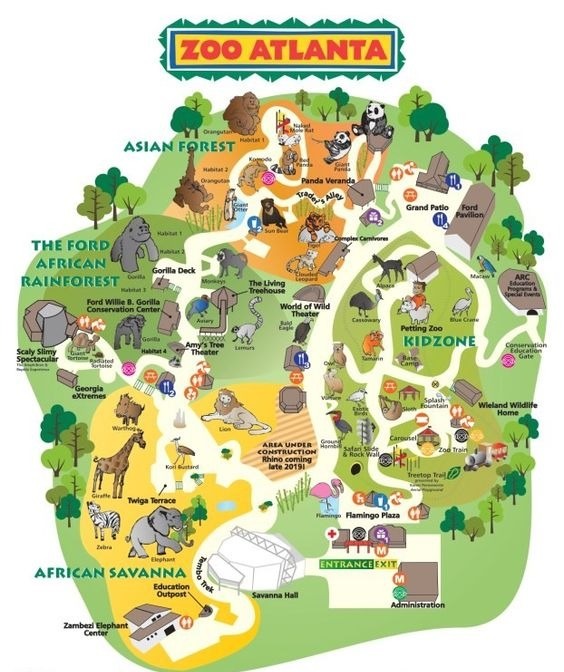 ZOO ATLANTA
ASIAN FOREST
Orangutan
Habitat 1
Naked
Mole Rat
Komodo
Red
Panda
Giant
Panda
Habitat 2
Orangutan
Panda Veranda
Trader's Alley
Giant
Otter
Sun Bear
Tiger
Complex Carnivores
Clouded
Leopard
Grand Patio
Ford
Pavilion
THE FORD
AFRICAN
RAINFOREST
Habitat 1
Habitat 2
Gorilla
Habitat 3
Gorilla Deck
Monkeys
The Living
Treehouse
Ford Willie B. Gorilla
Conservation Center
Aviary
Lemurs
World of Wild
Theater
Bald
Eagle
Alpaca
Macaw
ARC
Education
Programs &
Special Events
Cassowary
Petting Zoo
Blue Crane
KIDZONE
Tamarin
Base
Camp
Conservation
Education
Gate
Scaly Slimy
Spectacular
Giant
Tortoise
Radiated
Tortoise
Gorilla
Habitat 4
Amy's Tree
Theater
Georgia
eXtremes
Owl
Vulture
Exotic
Birds
Sloth
Splash
Fountain
Wieland Wildlife
Home
Warthog
Lion
AREA UNDER
CONSTRUCTION
Rhino coming
late 2019!
Ground
Hornbill
Safari Slide
& Rock Wall
Carousel
Zoo Train
Kori Bustard
Giraffe
Twiga Terrace
Treetop Trail
Flamingo
Flamingo Plaza
Zebra
Elephant
ENTRANCE EXIT
M
AFRICAN SAVANNA
Tembo Trek
Education
Outpost
Savanna Hall
M
Administration
Zambezi Elephant
Center